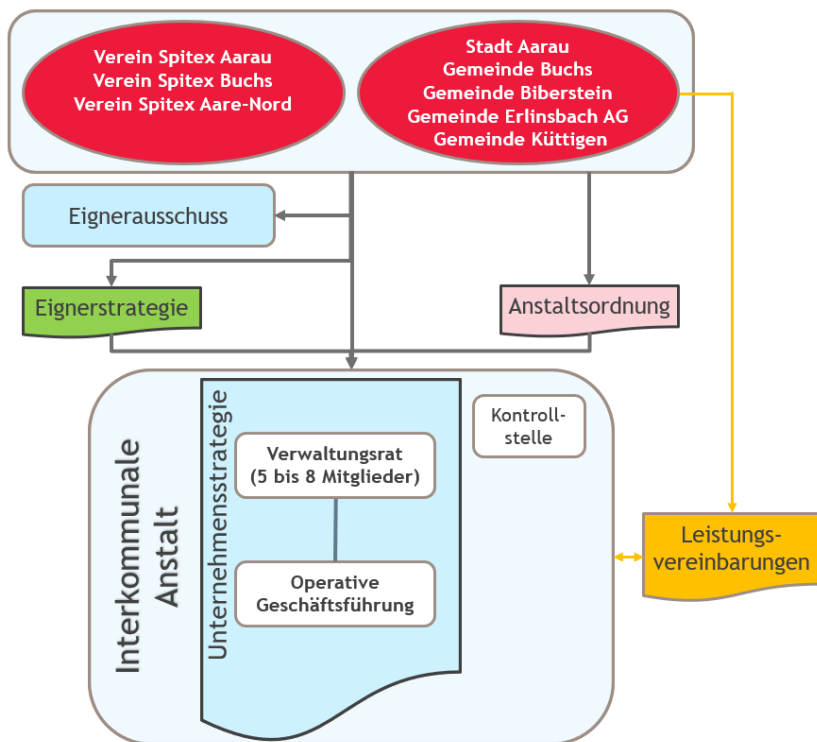 Verein Spitex Aarau
Verein Spitex Buchs
Verein Spitex Aare-Nord
Stadt Aarau
Gemeinde Buchs
Gemeinde Biberstein
Gemeinde Erlinsbach AG
Gemeinde Küttigen
Eignerausschuss
Eignerstrategie
Anstaltsordnung
Interkommunale
Anstalt
Unternehmensstrategie
Verwaltungsrat
(5 bis 8 Mitglieder)
Operative
Geschäftsführung
Kontroll-
stelle
Leistungs-
vereinbarungen